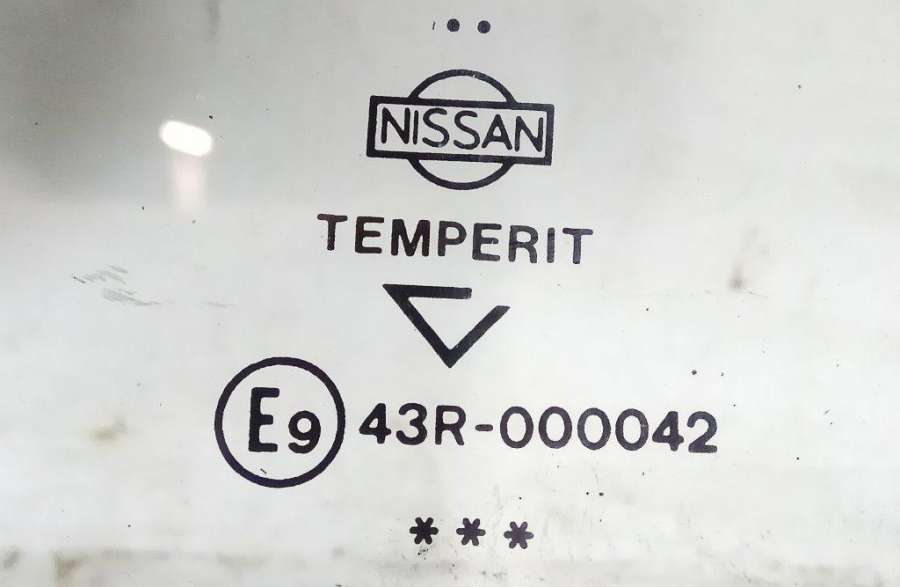 NISSAN
TEMPERIT
E9 43R-000042
***